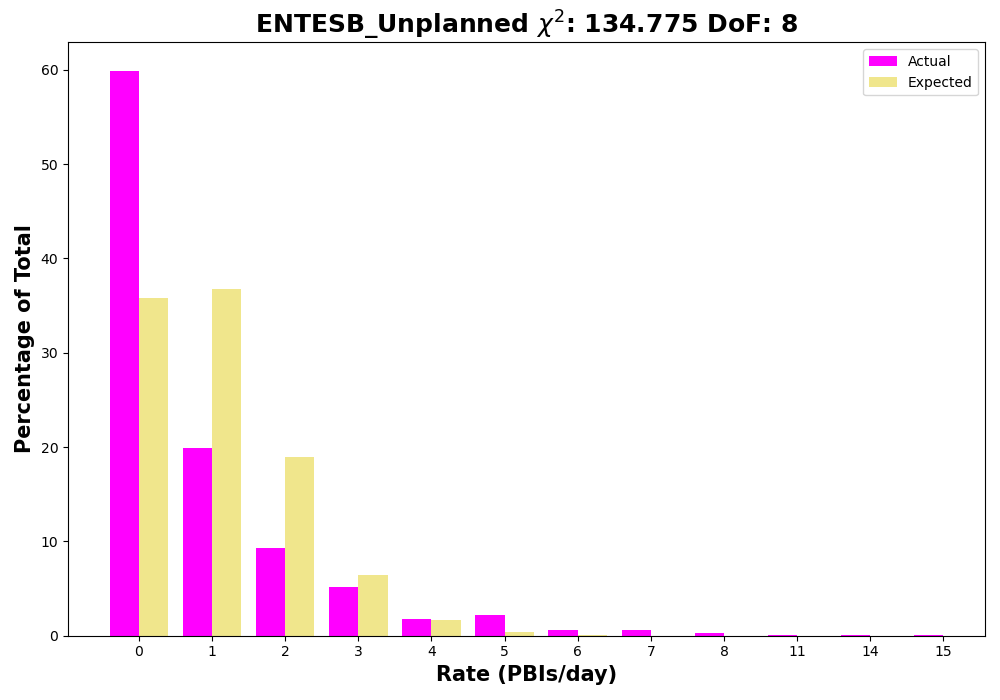 ENTESB_Unplanned χ²: 134.775 DoF: 8
Actual
Expected
Percentage of Total
60
50
40
30
20
10
0
0 1 2 3 4 5 6 7 8 11 14 15
Rate (PBIs/day)